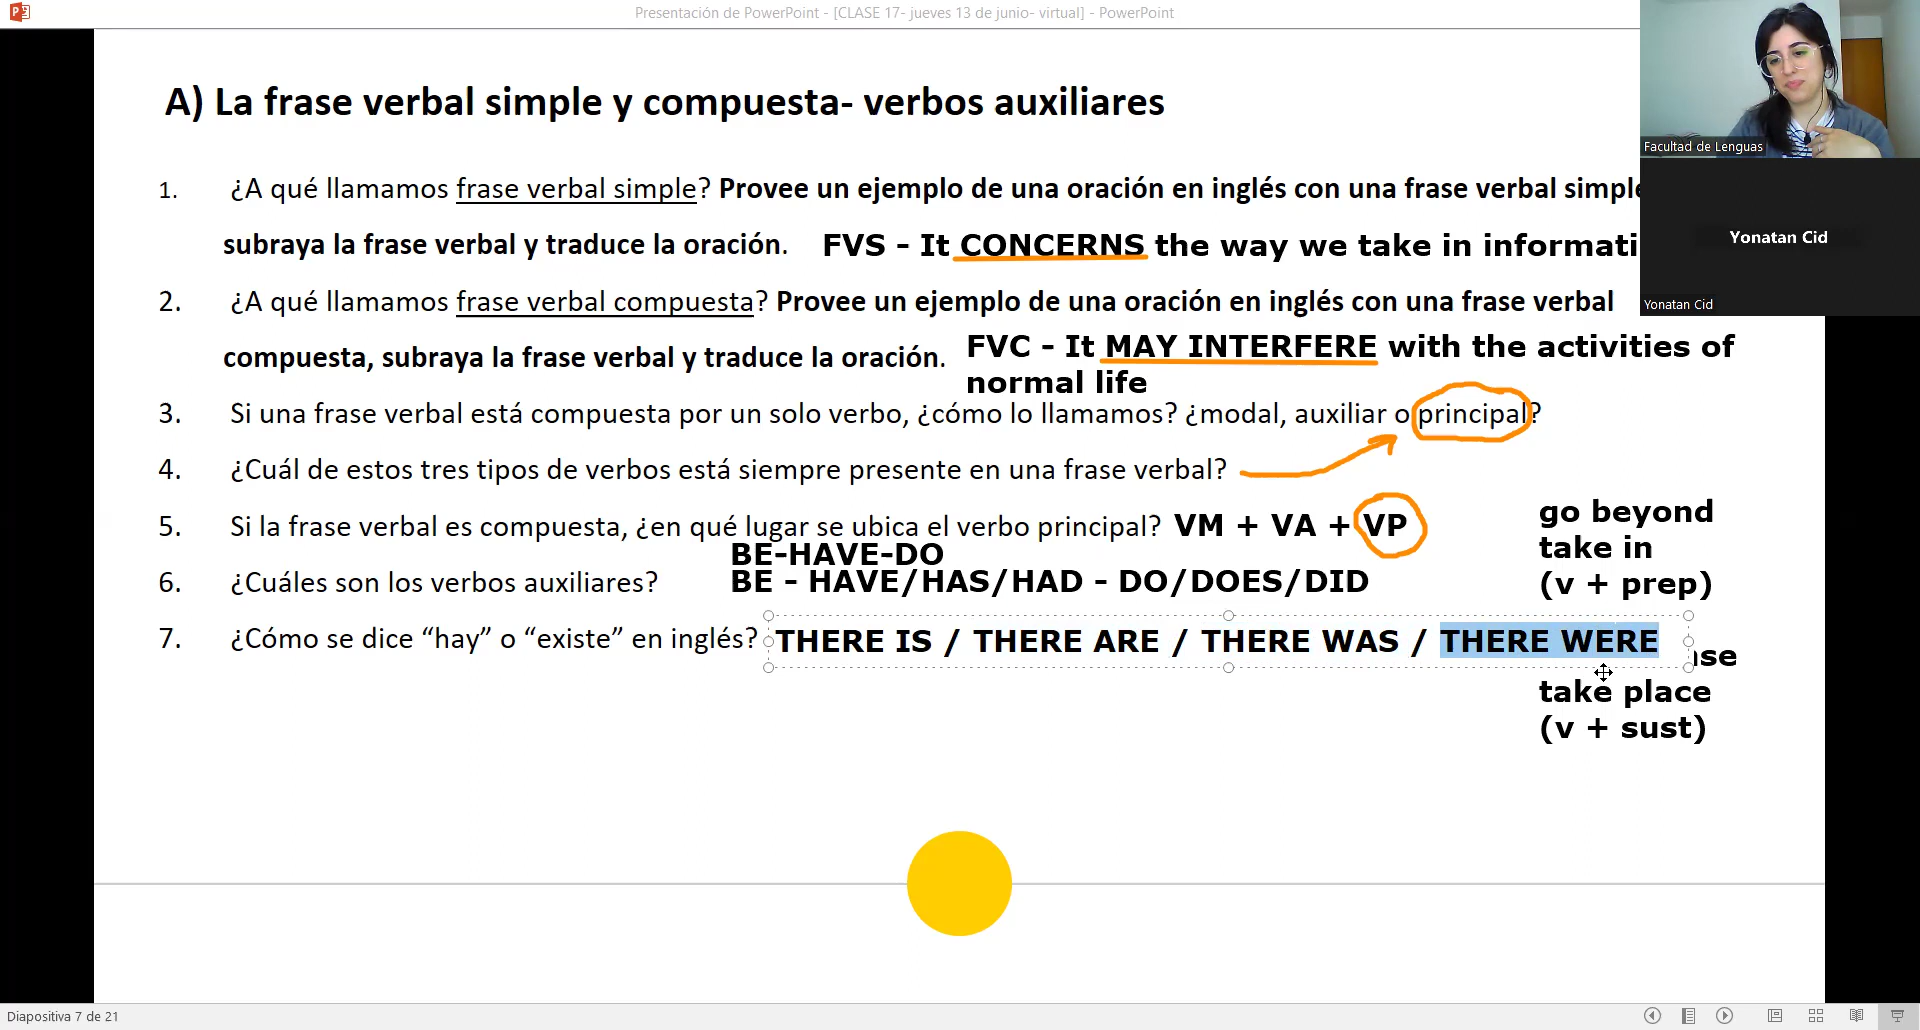 Presentación de PowerPoint - [CLASE 17- jueves 13 de junio- virtual] - PowerPoint
A) La frase verbal simple y compuesta- verbos auxiliares
Facultad de Lenguas
1. ¿A qué llamamos frase verbal simple? Provee un ejemplo de una oración en inglés con una frase verbal simple
subraya la frase verbal y traduce la oración. FVS - It CONCERNS the way we take in informati
Yonatan Cid
Yonatan Cid
2. ¿A qué llamamos frase verbal compuesta? Provee un ejemplo de una oración en inglés con una frase verbal
compuesta, subraya la frase verbal y traduce la oración. FVC - It MAY INTERFERE with the activities of
normal life
3. Si una frase verbal está compuesta por un solo verbo, ¿cómo lo llamamos? ¿modal, auxiliar o principal?
4. ¿Cuál de estos tres tipos de verbos está siempre presente en una frase verbal?
5. Si la frase verbal es compuesta, ¿en qué lugar se ubica el verbo principal? VM + VA + VP
BE-HAVE-DO
6. ¿Cuáles son los verbos auxiliares? BE - HAVE/HAS/HAD - DO/DOES/DID
7. ¿Cómo se dice “hay” o “existe” en inglés? THERE IS / THERE ARE / THERE WAS / THERE WERE
go beyond
take in
(v + prep)
take place
(v + sust)
Diapositiva 7 de 21